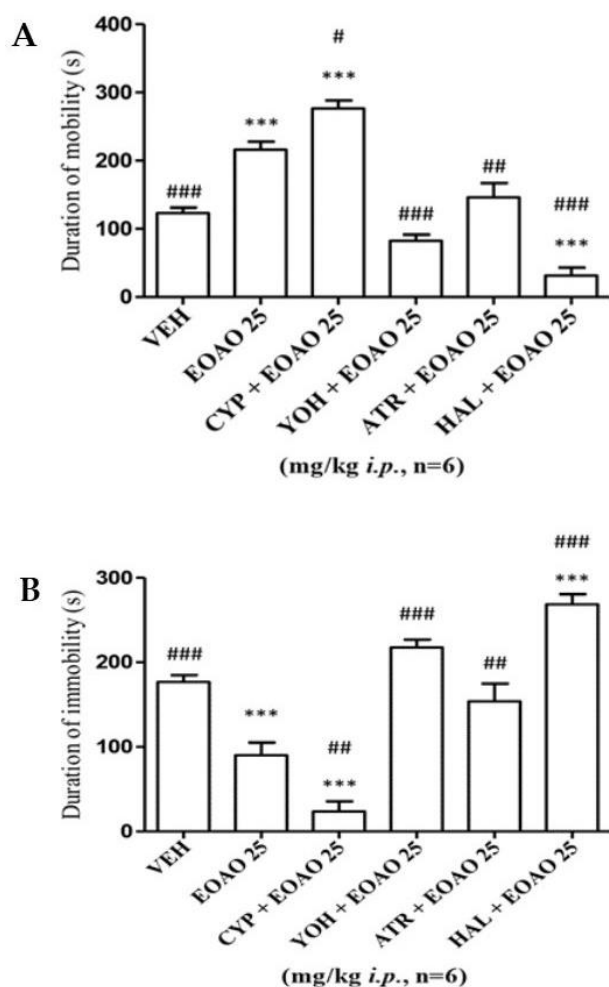 A
Duration of mobility (s)
400
300
200
100
0
###
***
#
***
###
##
###
***
VEH
EOAO 25
CYP + EOAO 25
YOH + EOAO 25
ATR + EOAO 25
HAL + EOAO 25
(mg/kg i.p., n=6)
B
Duration of immobility (s)
300
200
100
0
###
***
##
***
###
##
###
***
VEH
EOAO 25
CYP + EOAO 25
YOH + EOAO 25
ATR + EOAO 25
HAL + EOAO 25
(mg/kg i.p., n=6)